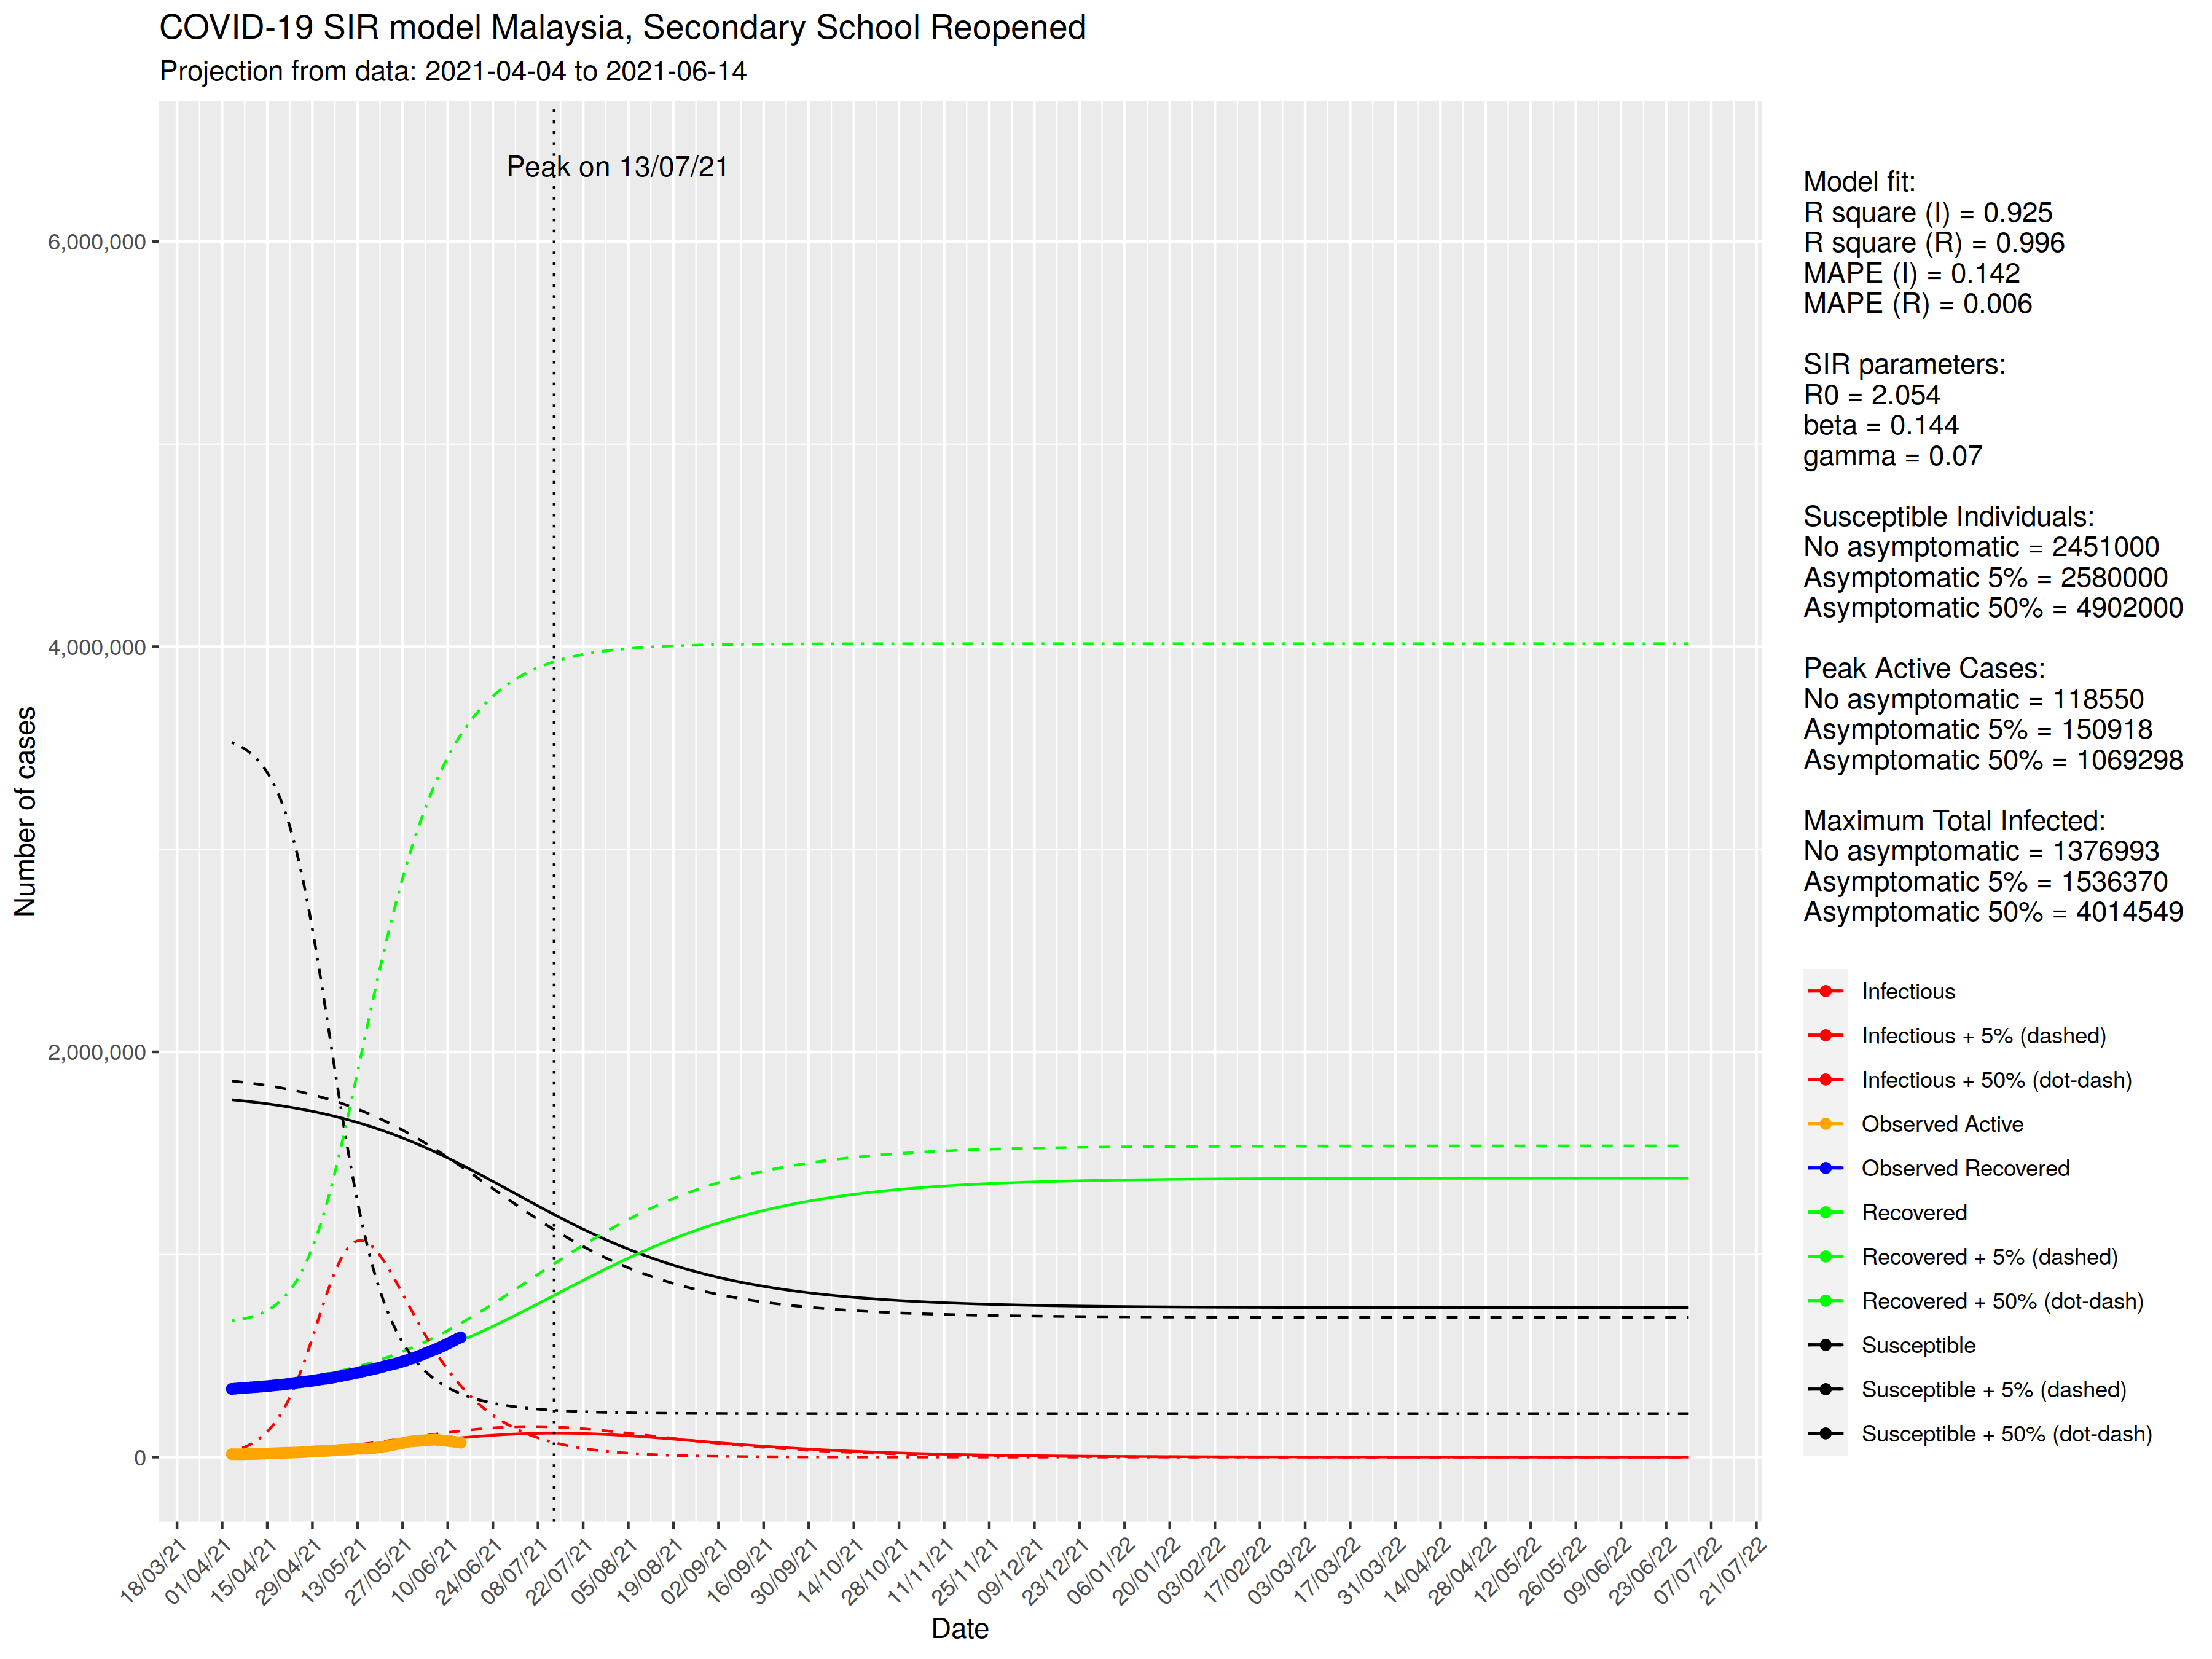 COVID-19 SIR model Malaysia, Secondary School Reopened
Projection from data: 2021-04-04 to 2021-06-14
Peak on 13/07/21
6,000,000
4,000,000
2,000,000
0
Number of cases
18/03/21
01/04/21
15/04/21
29/04/21
13/05/21
27/05/21
10/06/21
24/06/21
08/07/21
22/07/21
05/08/21
19/08/21
02/09/21
16/09/21
30/09/21
14/10/21
28/10/21
11/11/21
25/11/21
09/12/21
23/12/21
06/01/22
20/01/22
03/02/22
17/02/22
03/03/22
17/03/22
31/03/22
14/04/22
28/04/22
12/05/22
26/05/22
09/06/22
23/06/22
07/07/22
21/07/22
Date
Model fit:
R square (I) = 0.925
R square (R) = 0.996
MAPE (I) = 0.142
MAPE (R) = 0.006
SIR parameters:
R0 = 2.054
beta = 0.144
gamma = 0.07
Susceptible Individuals:
No asymptomatic = 2451000
Asymptomatic 5% = 2580000
Asymptomatic 50% = 4902000
Peak Active Cases:
No asymptomatic = 118550
Asymptomatic 5% = 150918
Asymptomatic 50% = 1069298
Maximum Total Infected:
No asymptomatic = 1376993
Asymptomatic 5% = 1536370
Asymptomatic 50% = 4014549
Infectious
Infectious + 5% (dashed)
Infectious + 50% (dot-dash)
Observed Active
Observed Recovered
Recovered
Recovered + 5% (dashed)
Recovered + 50% (dot-dash)
Susceptible
Susceptible + 5% (dashed)
Susceptible + 50% (dot-dash)